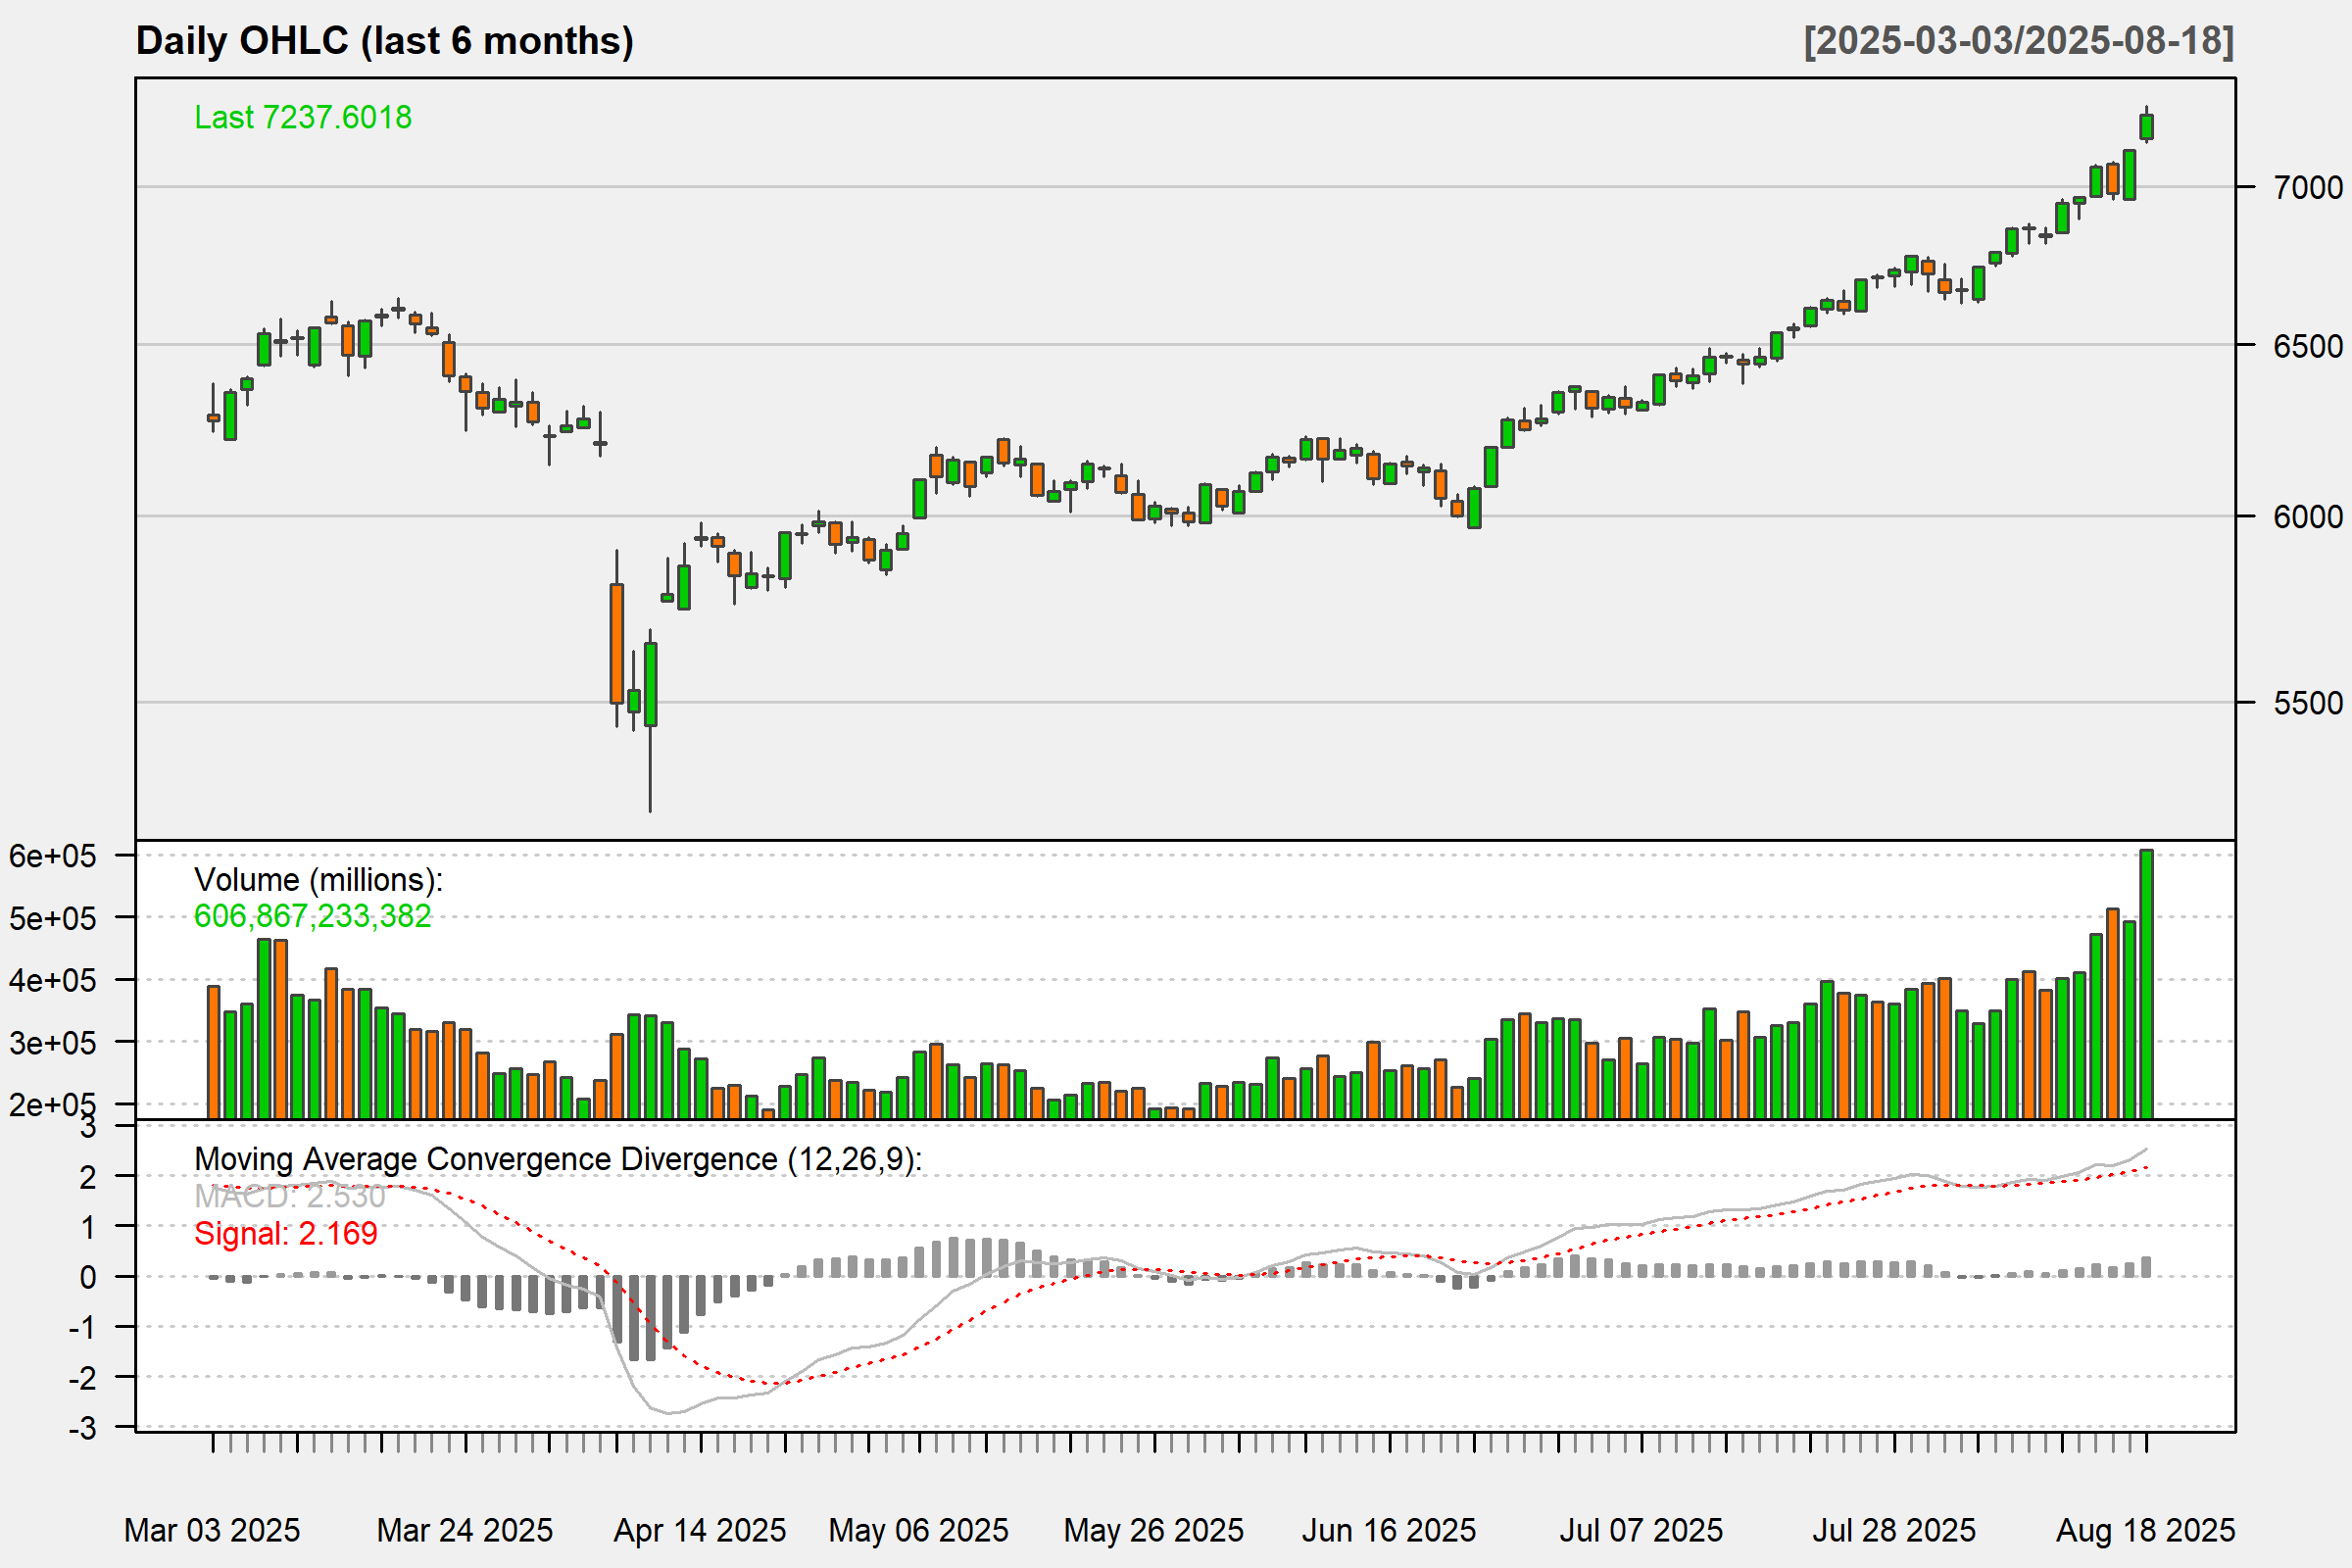 Daily OHLC (last 6 months)
[2025-03-03/2025-08-18]
Last 7237.6018
7000
6500
6000
5500
6e+05
5e+05
4e+05
3e+05
2e+05
Volume (millions):
606,867,233,382
3
2
1
0
-1
-2
-3
Moving Average Convergence Divergence (12,26,9):
MACD: 2.530
Signal: 2.169
Mar 03 2025
Mar 24 2025
Apr 14 2025
May 06 2025
May 26 2025
Jun 16 2025
Jul 07 2025
Jul 28 2025
Aug 18 2025